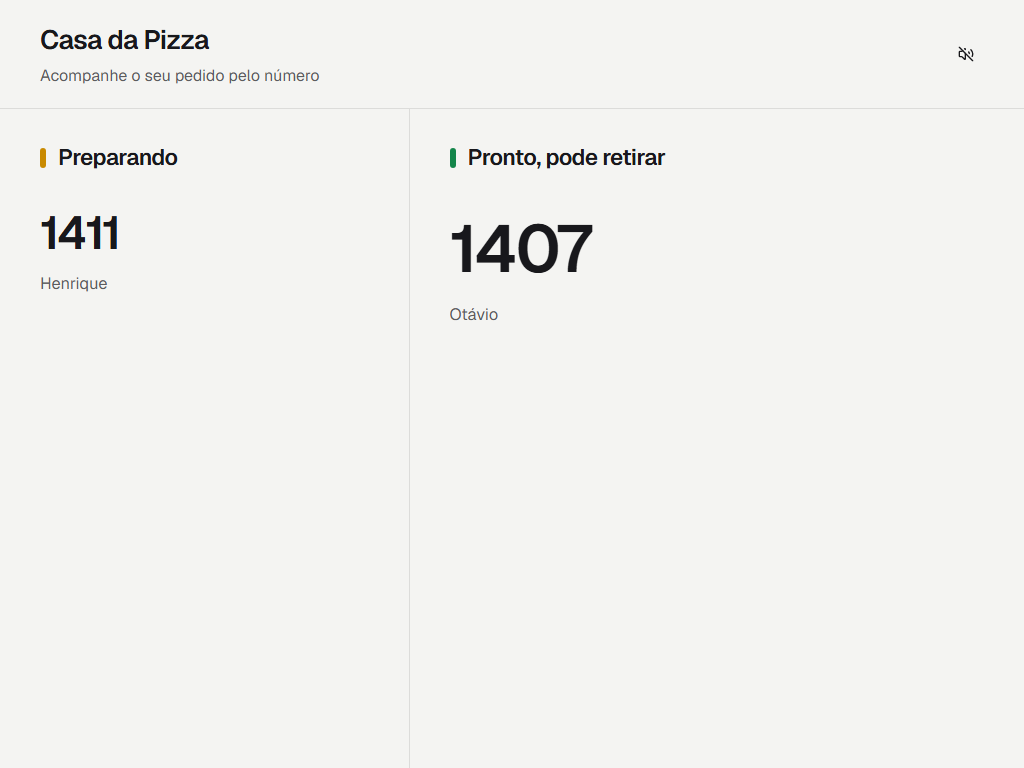 Casa da Pizza
Acompanhe o seu pedido pelo número
Preparando
1411
Henrique
Pronto, pode retirar
1407
Otávio